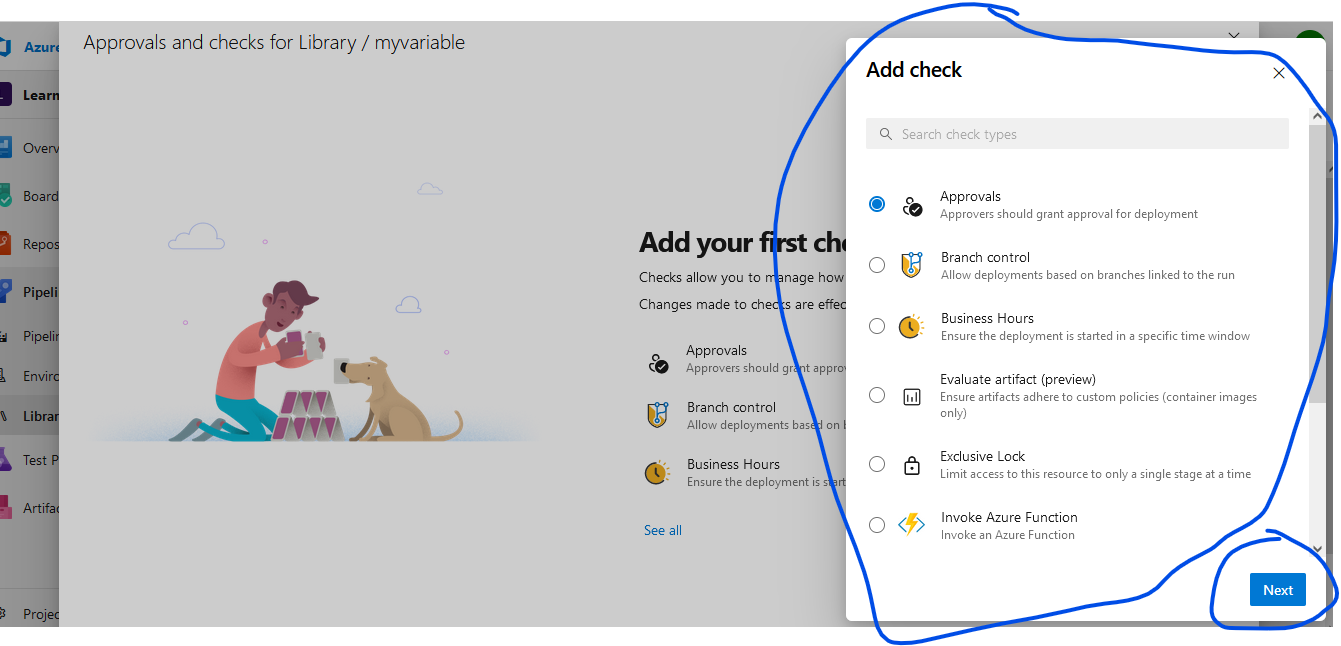 Approvals and checks for Library / myvariable
Azure
Learn
Overv
Board
Repos
Pipeli
Pipelin
Enviro
Librar
Test P
Artifac
Projec
Add your first che
Checks allow you to manage how
Changes made to checks are effec
Approvals
Approvers should grant approv
Branch control
Allow deployments based on b
Business Hours
Ensure the deployment is start
See all
Add check
Search check types
Approvals
Approvers should grant approval for deployment
Branch control
Allow deployments based on branches linked to the run
Business Hours
Ensure the deployment is started in a specific time window
Evaluate artifact (preview)
Ensure artifacts adhere to custom policies (container images
only)
Exclusive Lock
Limit access to this resource to only a single stage at a time
Invoke Azure Function
Invoke an Azure Function
Next